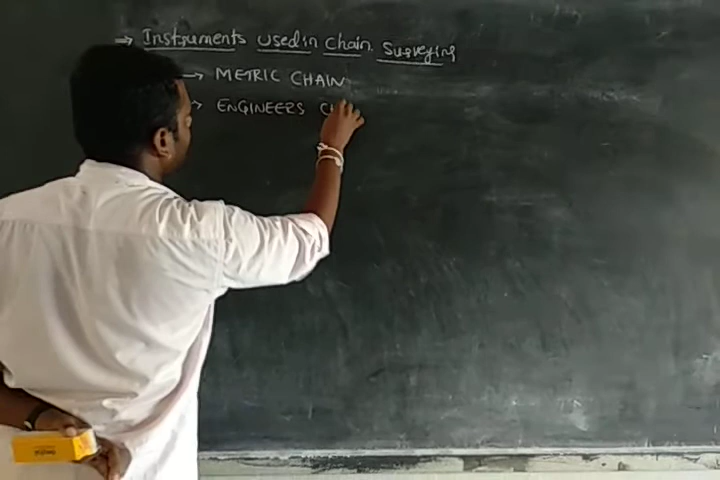 → Instruments used in Chain Surveying
→ METRIC CHAIN
→ ENGINEERS